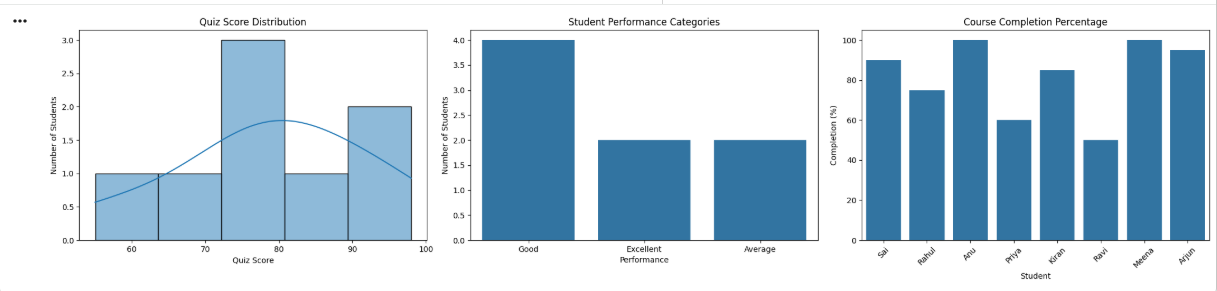 Quiz Score Distribution
3.0
2.5
2.0
1.5
1.0
0.5
0.0
Number of Students
60
70
80
90
100
Quiz Score
Student Performance Categories
4.0
3.5
3.0
2.5
2.0
1.5
1.0
0.5
0.0
Number of Students
Good
Excellent
Average
Performance
Course Completion Percentage
100
80
60
40
20
0
Completion (%)
Sai
Rahul
Anu
Priya
Kiran
Ravi
Meena
Arjun
Student